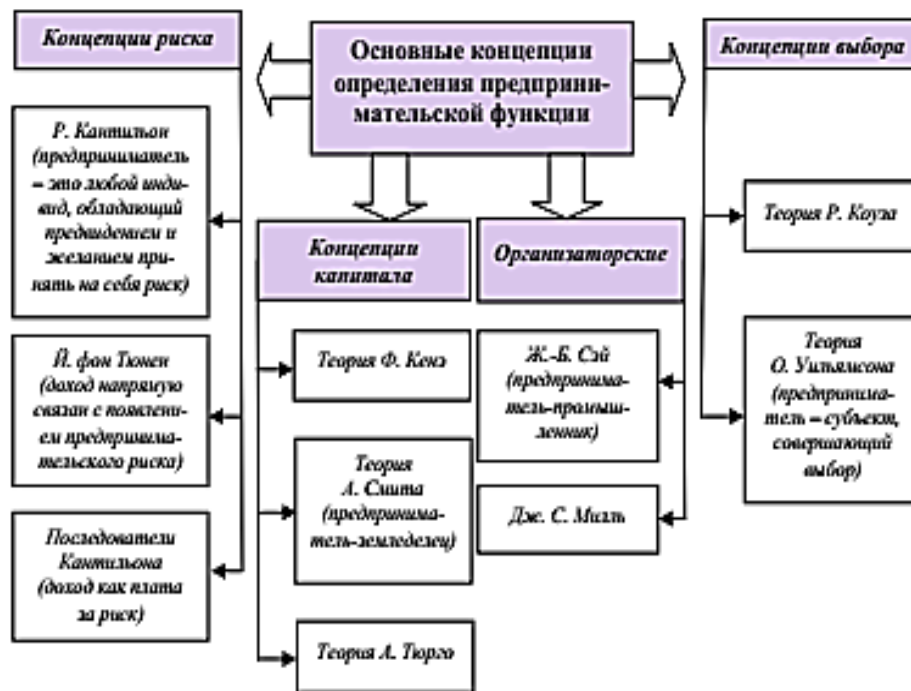 Концепции риска
Основные концепции
определения предприни-
мательской функции
Концепции выбора
Р. Кантильон
(предприниматель
– это любой инди-
вид, обладающий
предвидением и
желанием при-
нять на себя риск)
Й. фон Тюнен
(доход напрямую
связан с появлени-
ем предпринима-
тельского риска)
Последователи
Кантильона
(доход как плата
за риск)
Концепции
капитала
Теория Ф. Кенэ
Теория
А. Смита
(предпринима-
тель-земледелец)
Теория А. Тюрго
Организаторские
Ж.-Б. Сэй
(предпринима-
тель-промыш-
ленник)
Дж. С. Милль
Теория Р. Коуза
Теория
О. Уильямсона
(предпринима-
тель – субъект,
совершающий
выбор)